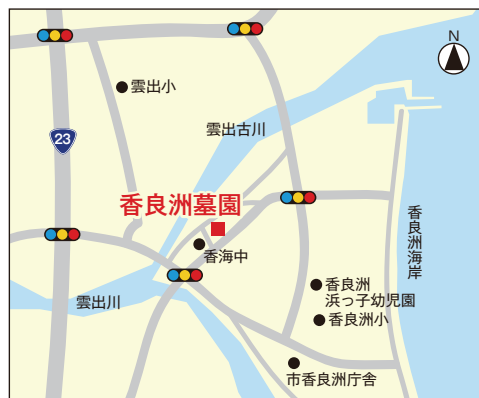 N
雲出小
雲出古川
23
香良洲墓園
香海中
香良洲海岸
雲出川
香良洲
浜っ子幼児園
香良洲小
市香良洲庁舎